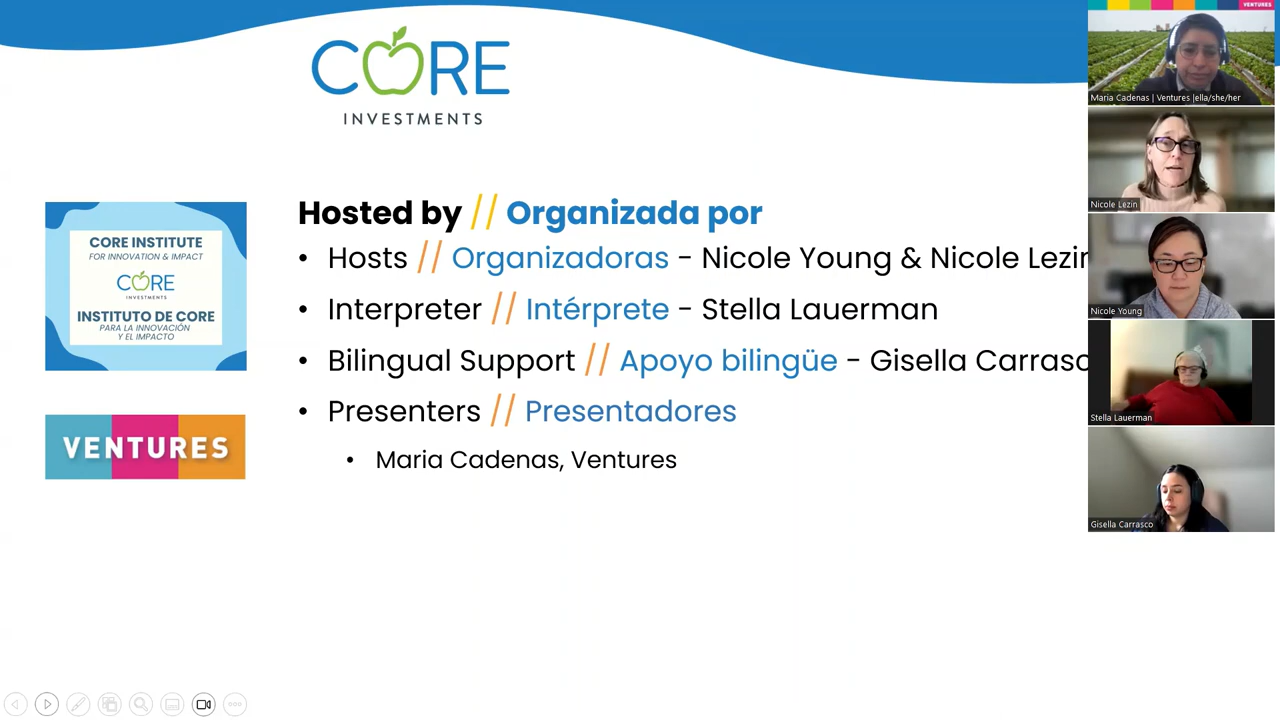 CORE
INVESTMENTS
CORE INSTITUTE
FOR INNOVATION & IMPACT
CORE
INVESTMENTS
INSTITUTO DE CORE
PARA LA INNOVACIÓN
Y EL IMPACTO
VENTURES
Hosted by // Organizada por
• Hosts // Organizadoras - Nicole Young & Nicole Lezin
• Interpreter // Intérprete - Stella Lauerman
• Bilingual Support // Apoyo bilingüe - Gisella Carrasc
• Presenters // Presentadores
• Maria Cadenas, Ventures
VENTURES
Maria Cadenas | Ventures |ella/she/her
Nicole Lezin
Nicole Young
Stella Lauerman
Gisella Carrasco